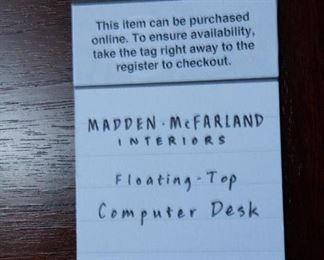 This item can be purchased
online. To ensure availability,
take the tag right away to the
register to checkout.
MADDEN · McFARLAND
INTERIORS
Floating-Top
Computer Desk